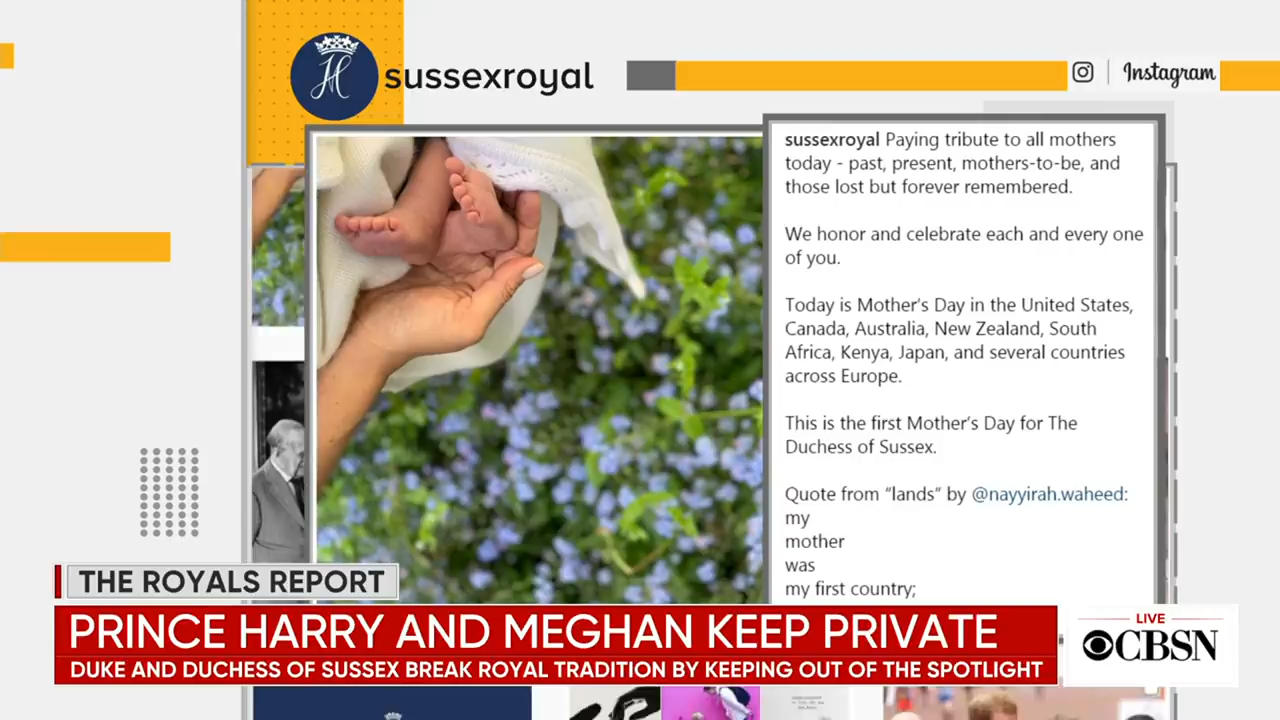 sussexroyal
Instagram
sussexroyal Paying tribute to all mothers
today - past, present, mothers-to-be, and
those lost but forever remembered.
We honor and celebrate each and every one
of you.
Today is Mother's Day in the United States,
Canada, Australia, New Zealand, South
Africa, Kenya, Japan, and several countries
across Europe.
This is the first Mother's Day for The
Duchess of Sussex.
Quote from “lands” by @nayyirah.waheed:
my
mother
was
my first country;
THE ROYALS REPORT
PRINCE HARRY AND MEGHAN KEEP PRIVATE
DUKE AND DUCHESS OF SUSSEX BREAK ROYAL TRADITION BY KEEPING OUT OF THE SPOTLIGHT
LIVE
CBSN